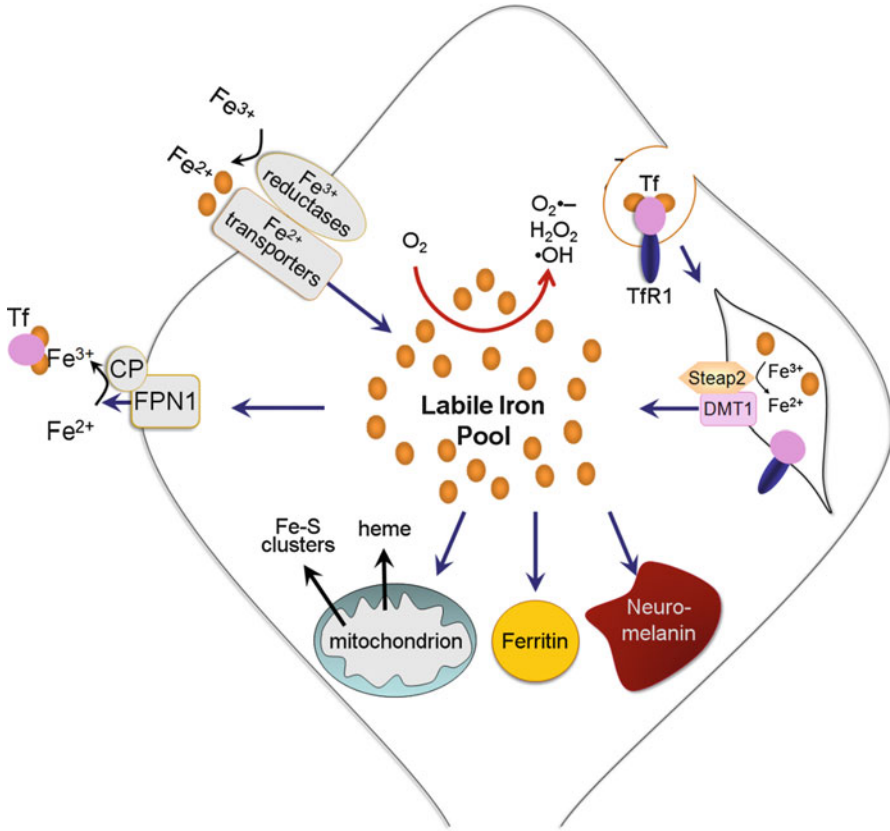 Fe³⁺
Fe²⁺
Fe³⁺
reductases
Fe²⁺
transporters
O₂
O₂•–
H₂O₂
•OH
Tf
TfR1
Tf
Fe³⁺
CP
FPN1
Fe²⁺
Labile Iron
Pool
Steap2
Fe³⁺
Fe²⁺
DMT1
Fe-S
clusters
heme
mitochondrion
Ferritin
Neuro-
melanin